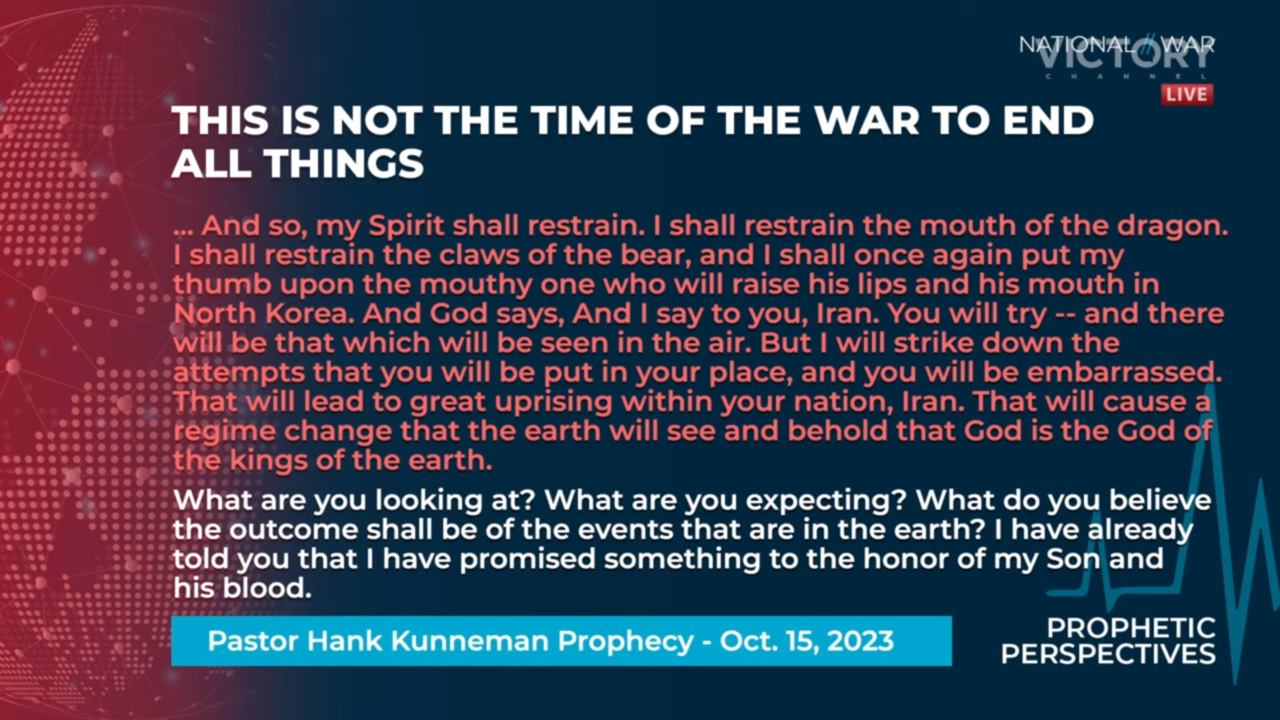 NATIONAL // WAR
VICTORY
CHANNEL
LIVE
THIS IS NOT THE TIME OF THE WAR TO END
ALL THINGS
... And so, my Spirit shall restrain. I shall restrain the mouth of the dragon.
I shall restrain the claws of the bear, and I shall once again put my
thumb upon the mouthy one who will raise his lips and his mouth in
North Korea. And God says, And I say to you, Iran. You will try -- and there
will be that which will be seen in the air. But I will strike down the
attempts that you will be put in your place, and you will be embarrassed.
That will lead to great uprising within your nation, Iran. That will cause a
regime change that the earth will see and behold that God is the God of
the kings of the earth.
What are you looking at? What are you expecting? What do you believe
the outcome shall be of the events that are in the earth? I have already
told you that I have promised something to the honor of my Son and
his blood.
Pastor Hank Kunneman Prophecy - Oct. 15, 2023
PROPHETIC
PERSPECTIVES